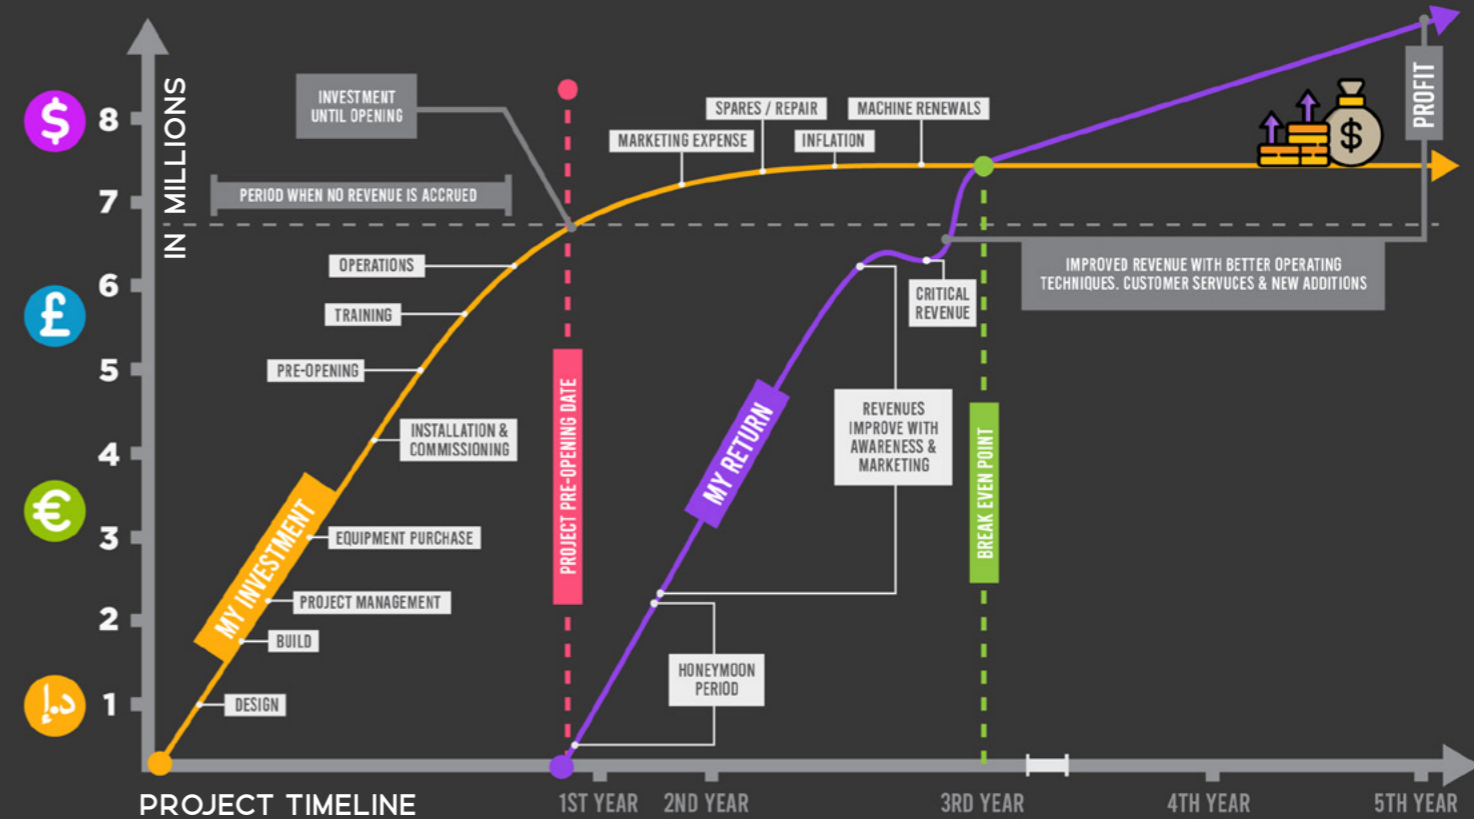 $
£
€
د.إ
8
7
6
5
4
3
2
1
IN MILLIONS
INVESTMENT
UNTIL OPENING
PERIOD WHEN NO REVENUE IS ACCRUED
OPERATIONS
TRAINING
PRE-OPENING
INSTALLATION &
COMMISSIONING
EQUIPMENT PURCHASE
PROJECT MANAGEMENT
BUILD
DESIGN
MY INVESTMENT
PROJECT PRE-OPENING DATE
MARKETING EXPENSE
SPARES / REPAIR
INFLATION
MACHINE RENEWALS
MY RETURN
HONEYMOON
PERIOD
REVENUES
IMPROVE WITH
AWARENESS &
MARKETING
CRITICAL
REVENUE
BREAK EVEN POINT
IMPROVED REVENUE WITH BETTER OPERATING
TECHNIQUES. CUSTOMER SERVUCES & NEW ADDITIONS
$
PROFIT
PROJECT TIMELINE
1ST YEAR
2ND YEAR
3RD YEAR
4TH YEAR
5TH YEAR